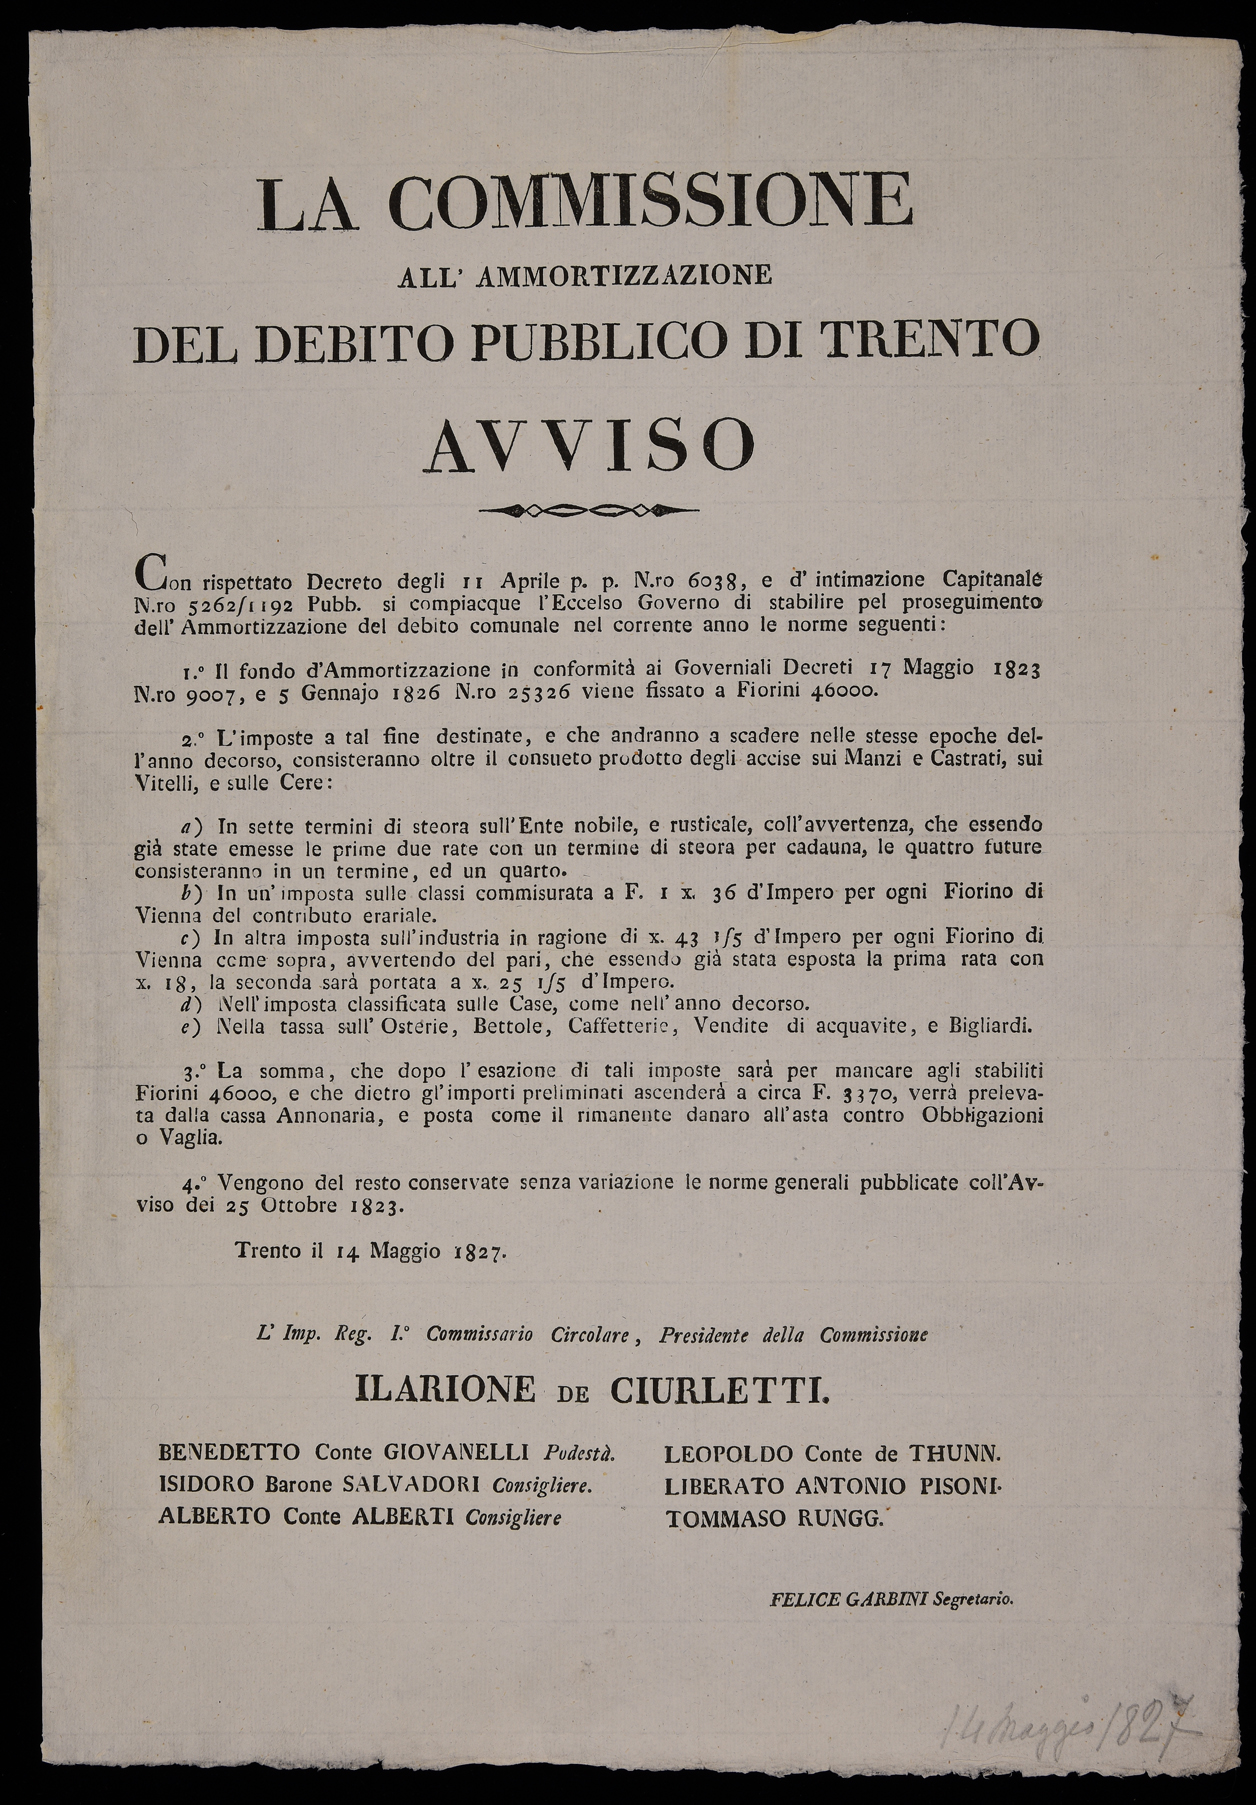 LA COMMISSIONE
ALL' AMMORTIZZAZIONE
DEL DEBITO PUBBLICO DI TRENTO
AVVISO
Con rispettato Decreto degli 11 Aprile p. p. N.ro 6038, e d' intimazione Capitanale
N.ro 5262/1192 Pubb. si compiacque l'Eccelso Governo di stabilire pel proseguimento
dell' Ammortizzazione del debito comunale nel corrente anno le norme seguenti:
1.° Il fondo d'Ammortizzazione in conformità ai Governiali Decreti 17 Maggio 1823
N.ro 9007, e 5 Gennajo 1826 N.ro 25326 viene fissato a Fiorini 46000.
2.° L'imposte a tal fine destinate, e che andranno a scadere nelle stesse epoche del-
l'anno decorso, consisteranno oltre il consueto prodotto degli accise sui Manzi e Castrati, sui
Vitelli, e sulle Cere:
a) In sette termini di steora sull'Ente nobile, e rusticale, coll'avvertenza, che essendo
già state emesse le prime due rate con un termine di steora per cadauna, le quattro future
consisteranno in un termine, ed un quarto.
b) In un' imposta sulle classi commisurata a F. 1 x. 36 d'Impero per ogni Fiorino di
Vienna del contributo erariale.
c) In altra imposta sull'industria in ragione di x. 43 1/5 d'Impero per ogni Fiorino di
Vienna come sopra, avvertendo del pari, che essendo già stata esposta la prima rata con
x. 18, la seconda sarà portata a x. 25 1/5 d'Impero.
d) Nell' imposta classificata sulle Case, come nell' anno decorso.
e) Nella tassa sull' Osterie, Bettole, Caffetterie, Vendite di acquavite, e Bigliardi.
3.° La somma, che dopo l' esazione di tali imposte sarà per mancare agli stabiliti
Fiorini 46000, e che dietro gl'importi preliminati ascenderà a circa F. 3370, verrà preleva-
ta dalla cassa Annonaria, e posta come il rimanente danaro all'asta contro Obbligazioni
o Vaglia.
4.° Vengono del resto conservate senza variazione le norme generali pubblicate coll'Av-
viso dei 25 Ottobre 1823.
Trento il 14 Maggio 1827.
L' Imp. Reg. I.° Commissario Circolare, Presidente della Commissione
ILARIONE DE CIURLETTI.
BENEDETTO Conte GIOVANELLI Podestà.
ISIDORO Barone SALVADORI Consigliere.
ALBERTO Conte ALBERTI Consigliere
LEOPOLDO Conte de THUNN.
LIBERATO ANTONIO PISONI.
TOMMASO RUNGG.
FELICE GARBINI Segretario.
14 Maggio 1827